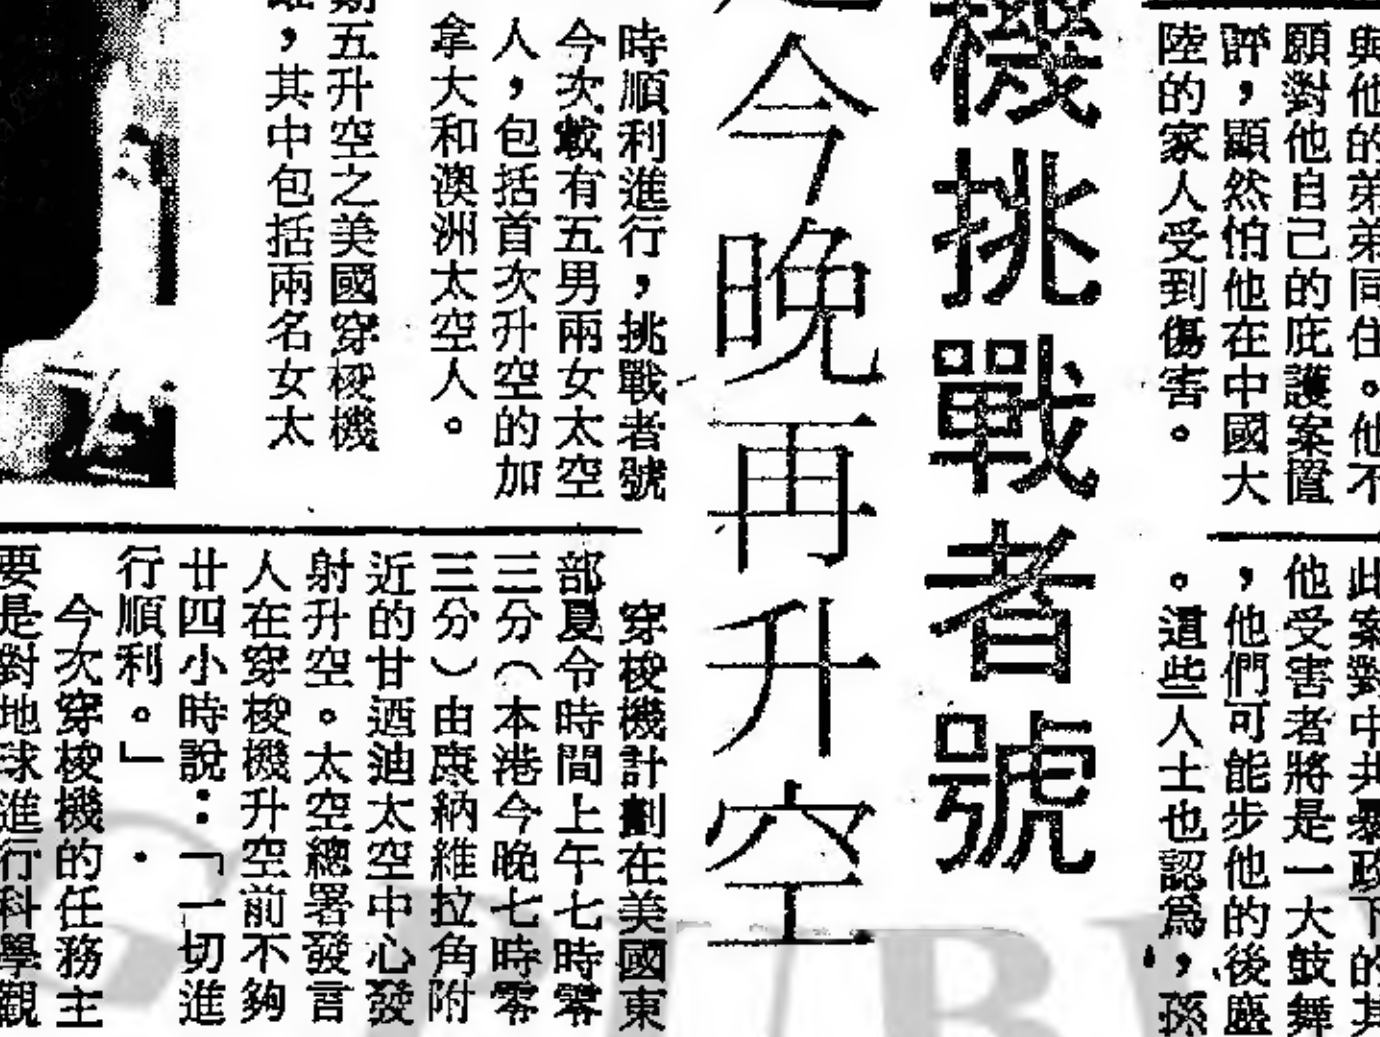 與他的弟弟同住。他不
願對他自己的庇護案置
評，顯然怕他在中國大
陸的家人受到傷害。
此案對中共暴政下的其
他受害者將是一大鼓舞
，他們可能步他的後塵
。這些人士也認為，孫
機挑戰者號
今晚再升空
時順利進行，挑戰者號
今次載有五男兩女太空
人，包括首次升空的加
拿大和澳洲太空人。
期五升空之美國穿梭機
，其中包括兩名女太
穿梭機計劃在美國東
部夏令時間上午七時零
三分（本港今晚七時零
三分）由康納維拉角附
近的甘迺迪太空中心發
射升空。太空總署發言
人在穿梭機升空前不夠
廿四小時說：「一切進
行順利。」
今次穿梭機的任務主
要是對地球進行科學觀